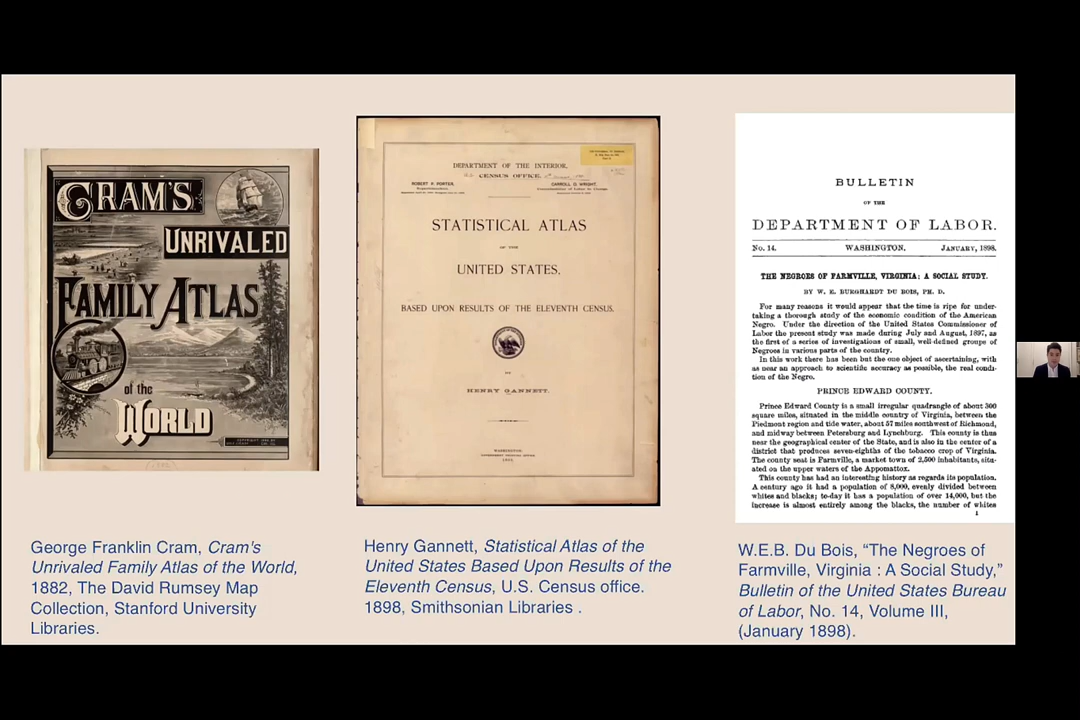 CRAM'S
UNRIVALED
FAMILY ATLAS
of the
WORLD
DEPARTMENT OF THE INTERIOR,
CENSUS OFFICE.
ROBERT P. PORTER,
CARROLL D. WRIGHT,
STATISTICAL ATLAS
OF THE
UNITED STATES,
BASED UPON RESULTS OF THE ELEVENTH CENSUS.
BY
HENRY GANNETT.
WASHINGTON:
GOVERNMENT PRINTING OFFICE
BULLETIN
OF THE
DEPARTMENT OF LABOR.
No. 14. WASHINGTON. JANUARY, 1898.
THE NEGROES OF FARMVILLE, VIRGINIA: A SOCIAL STUDY.
BY W. E. BURGHARDT DU BOIS, PH. D.
For many reasons it would appear that the time is ripe for under-
taking a thorough study of the economic condition of the American
Negro. Under the direction of the United States Commissioner of
Labor the present study was made during July and August, 1897, as
the first of a series of investigations of small, well-defined groups of
Negroes in various parts of the country.
In this work there has been but the one object of ascertaining, with
as near an approach to scientific accuracy as possible, the real condi-
tion of the Negro.
PRINCE EDWARD COUNTY.
Prince Edward County is a small irregular quadrangle of about 300
square miles, situated in the middle country of Virginia, between the
Piedmont region and tide water, about 57 miles southwest of Richmond,
and midway between Petersburg and Lynchburg. This county is thus
near the geographical center of the State, and is also in the center of a
district that produces seven-eighths of the tobacco crop of Virginia.
The county seat is Farmville, a market town of 2,500 inhabitants, situ-
ated on the upper waters of the Appomattox.
This county has had an interesting history as regards its population.
A century ago it had a population of 8,000, evenly divided between
whites and blacks; to-day it has a population of over 14,000, but the
increase is almost entirely among the blacks, the number of whites
1
George Franklin Cram, Cram's
Unrivaled Family Atlas of the World,
1882, The David Rumsey Map
Collection, Stanford University
Libraries.
Henry Gannett, Statistical Atlas of the
United States Based Upon Results of the
Eleventh Census, U.S. Census office.
1898, Smithsonian Libraries .
W.E.B. Du Bois, “The Negroes of
Farmville, Virginia : A Social Study,”
Bulletin of the United States Bureau
of Labor, No. 14, Volume III,
(January 1898).